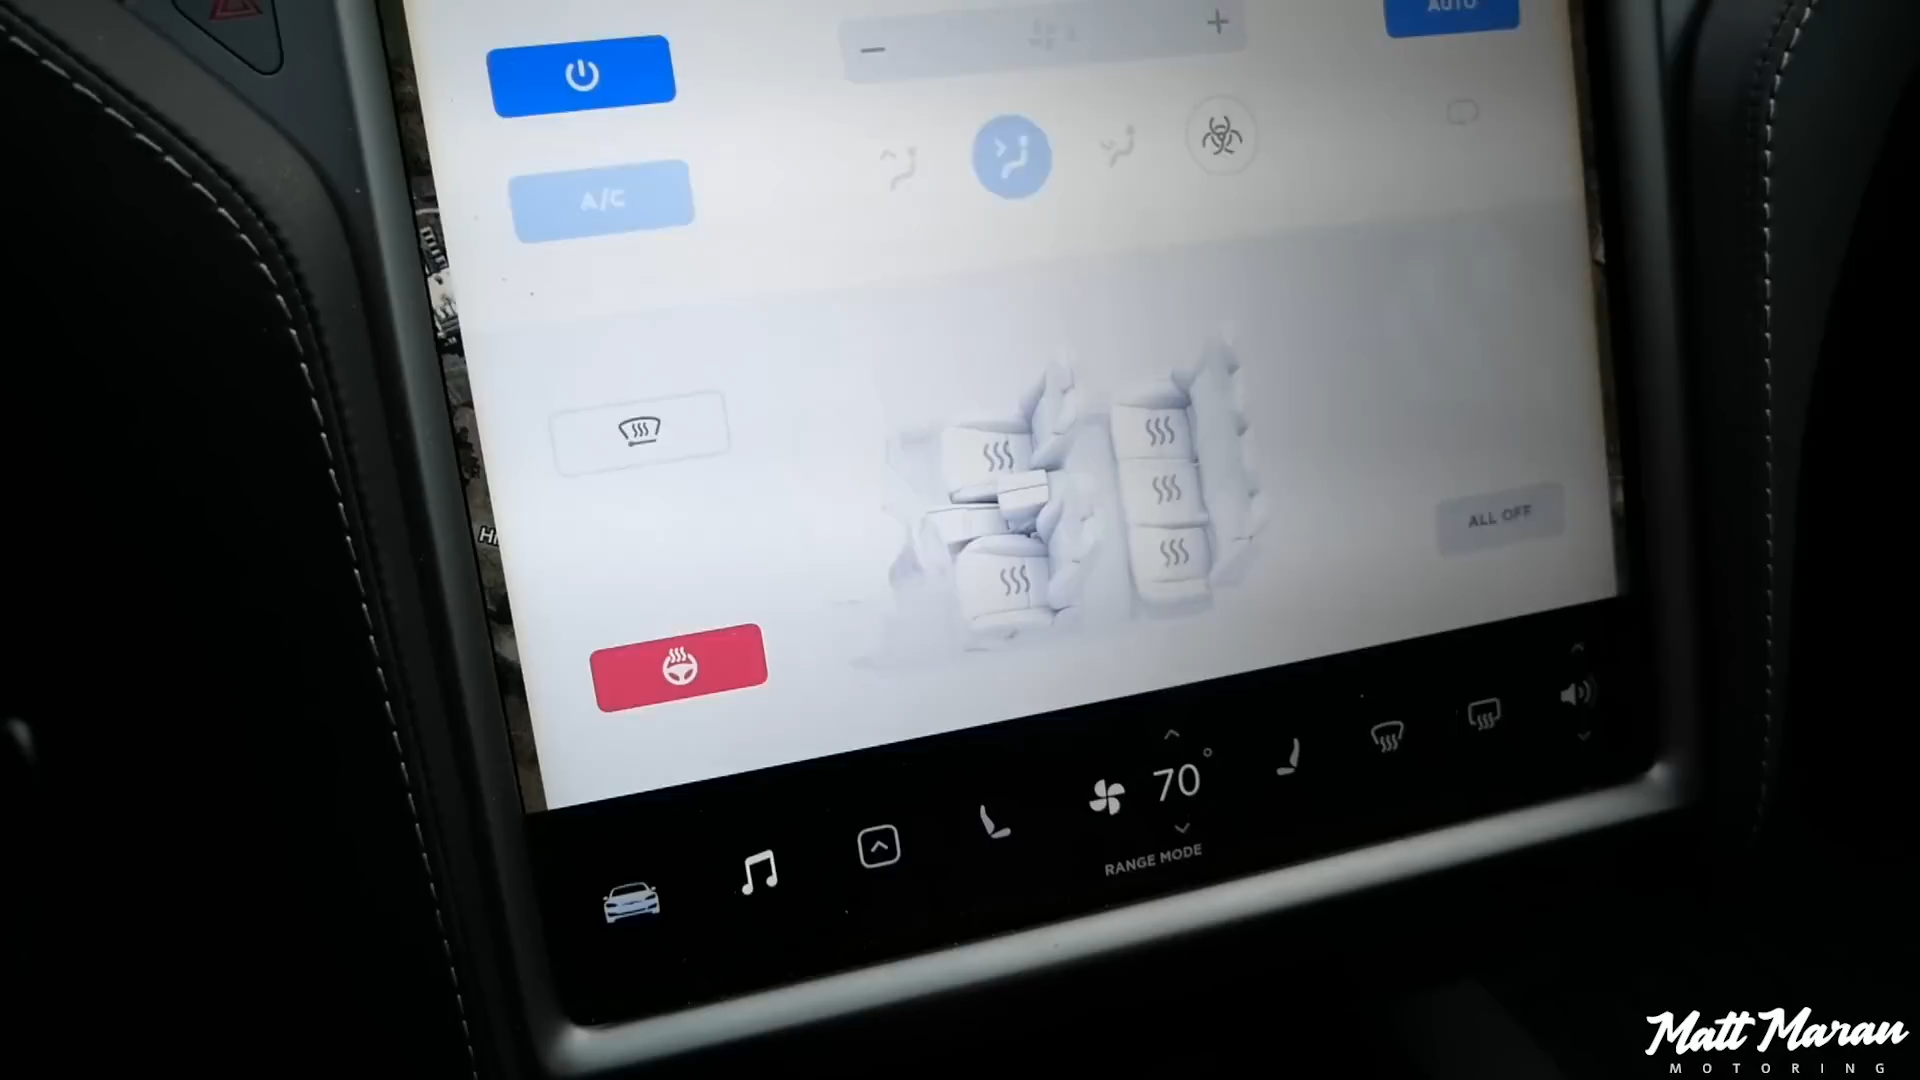 AUTO
A/C
ALL OFF
70°
RANGE MODE
Matt Maran
MOTORING